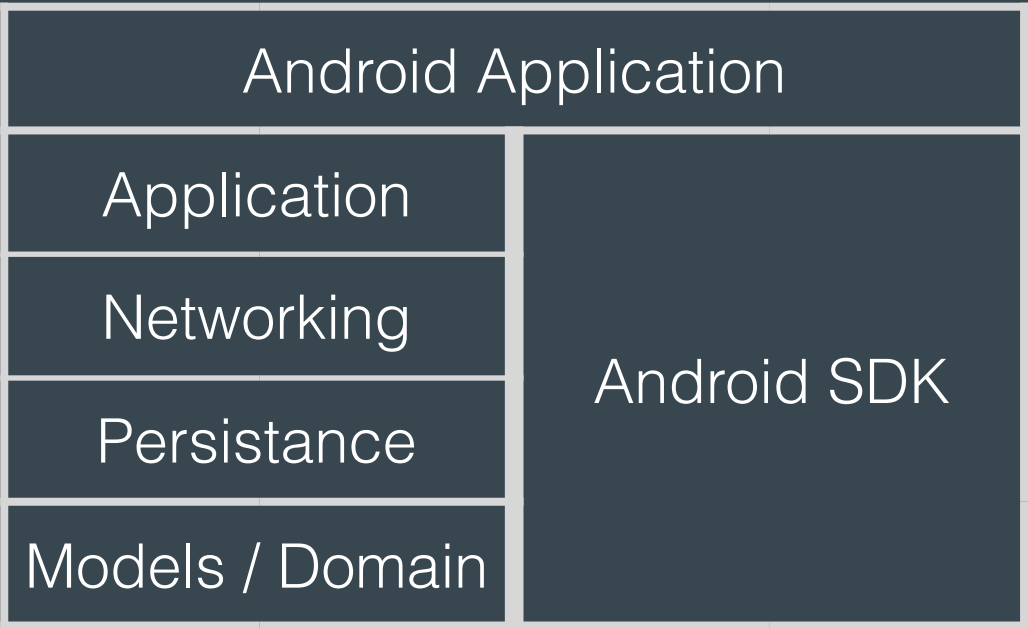 Android Application
Application
Networking
Persistance
Models / Domain
Android SDK